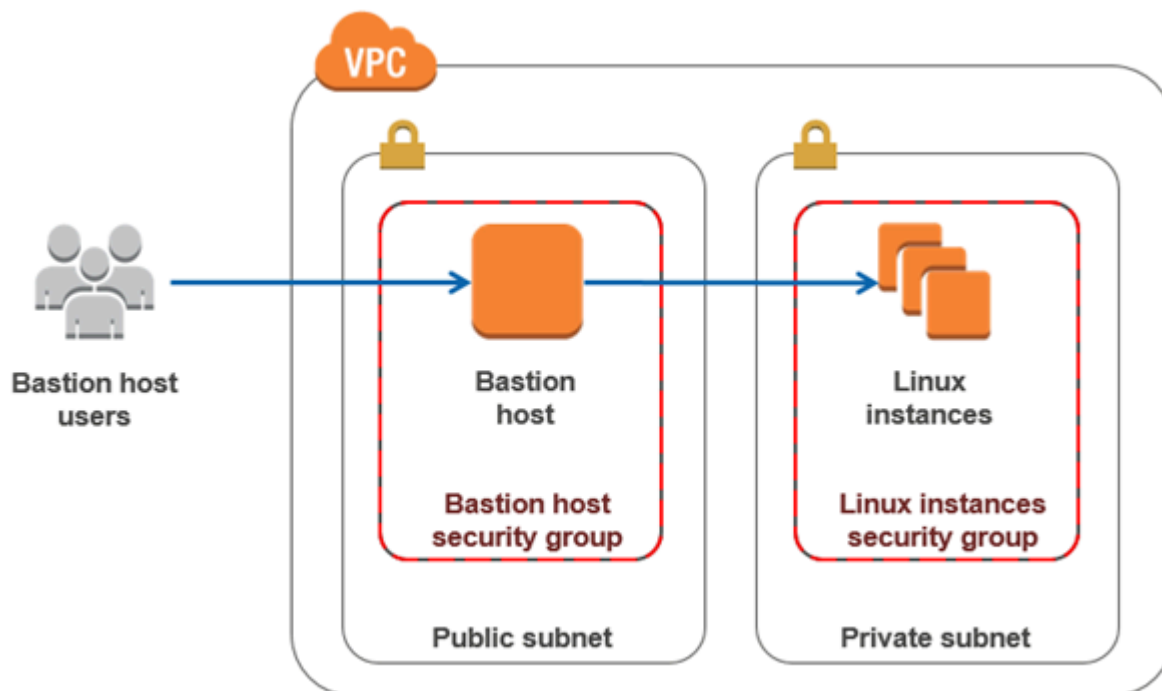 VPC
Bastion host
users
Bastion
host
Bastion host
security group
Public subnet
Linux
instances
Linux instances
security group
Private subnet